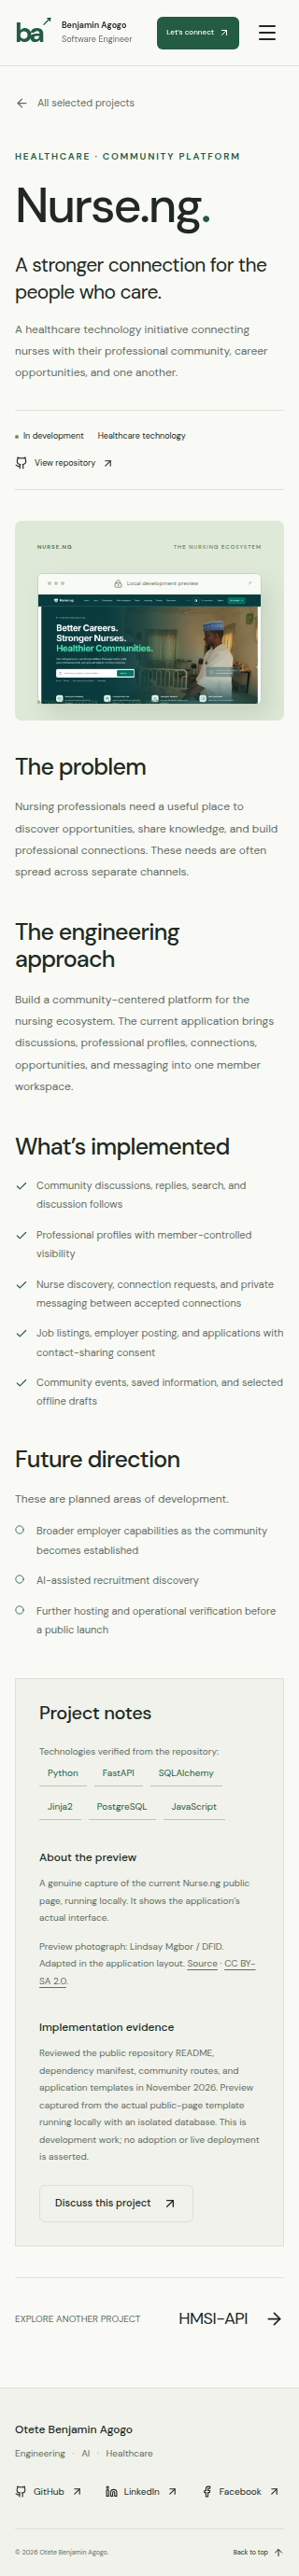 ba
Benjamin Agogo
Software Engineer
Let's connect
All selected projects
HEALTHCARE · COMMUNITY PLATFORM
Nurse.ng.
A stronger connection for the
people who care.
A healthcare technology initiative connecting
nurses with their professional community, career
opportunities, and one another.
In development
Healthcare technology
View repository
NURSE.NG
THE NURSING ECOSYSTEM
Local development preview
Better Careers.
Stronger Nurses.
Healthier Communities.
The problem
Nursing professionals need a useful place to
discover opportunities, share knowledge, and build
professional connections. These needs are often
spread across separate channels.
The engineering
approach
Build a community-centered platform for the
nursing ecosystem. The current application brings
discussions, professional profiles, connections,
opportunities, and messaging into one member
workspace.
What's implemented
Community discussions, replies, search, and
discussion follows
Professional profiles with member-controlled
visibility
Nurse discovery, connection requests, and private
messaging between accepted connections
Job listings, employer posting, and applications with
contact-sharing consent
Community events, saved information, and selected
offline drafts
Future direction
These are planned areas of development.
Broader employer capabilities as the community
becomes established
AI-assisted recruitment discovery
Further hosting and operational verification before
a public launch
Project notes
Technologies verified from the repository:
Python FastAPI SQLAlchemy
Jinja2 PostgreSQL JavaScript
About the preview
A genuine capture of the current Nurse.ng public
page, running locally. It shows the application's
actual interface.
Preview photograph: Lindsay Mgbor / DFID.
Adapted in the application layout. Source · CC BY-
SA 2.0.
Implementation evidence
Reviewed the public repository README,
dependency manifest, community routes, and
application templates in November 2026. Preview
captured from the actual public-page template
running locally with an isolated database. This is
development work; no adoption or live deployment
is asserted.
Discuss this project
EXPLORE ANOTHER PROJECT
HMSI-API
Otete Benjamin Agogo
Engineering · AI · Healthcare
GitHub
LinkedIn
Facebook
© 2026 Otete Benjamin Agogo.
Back to top